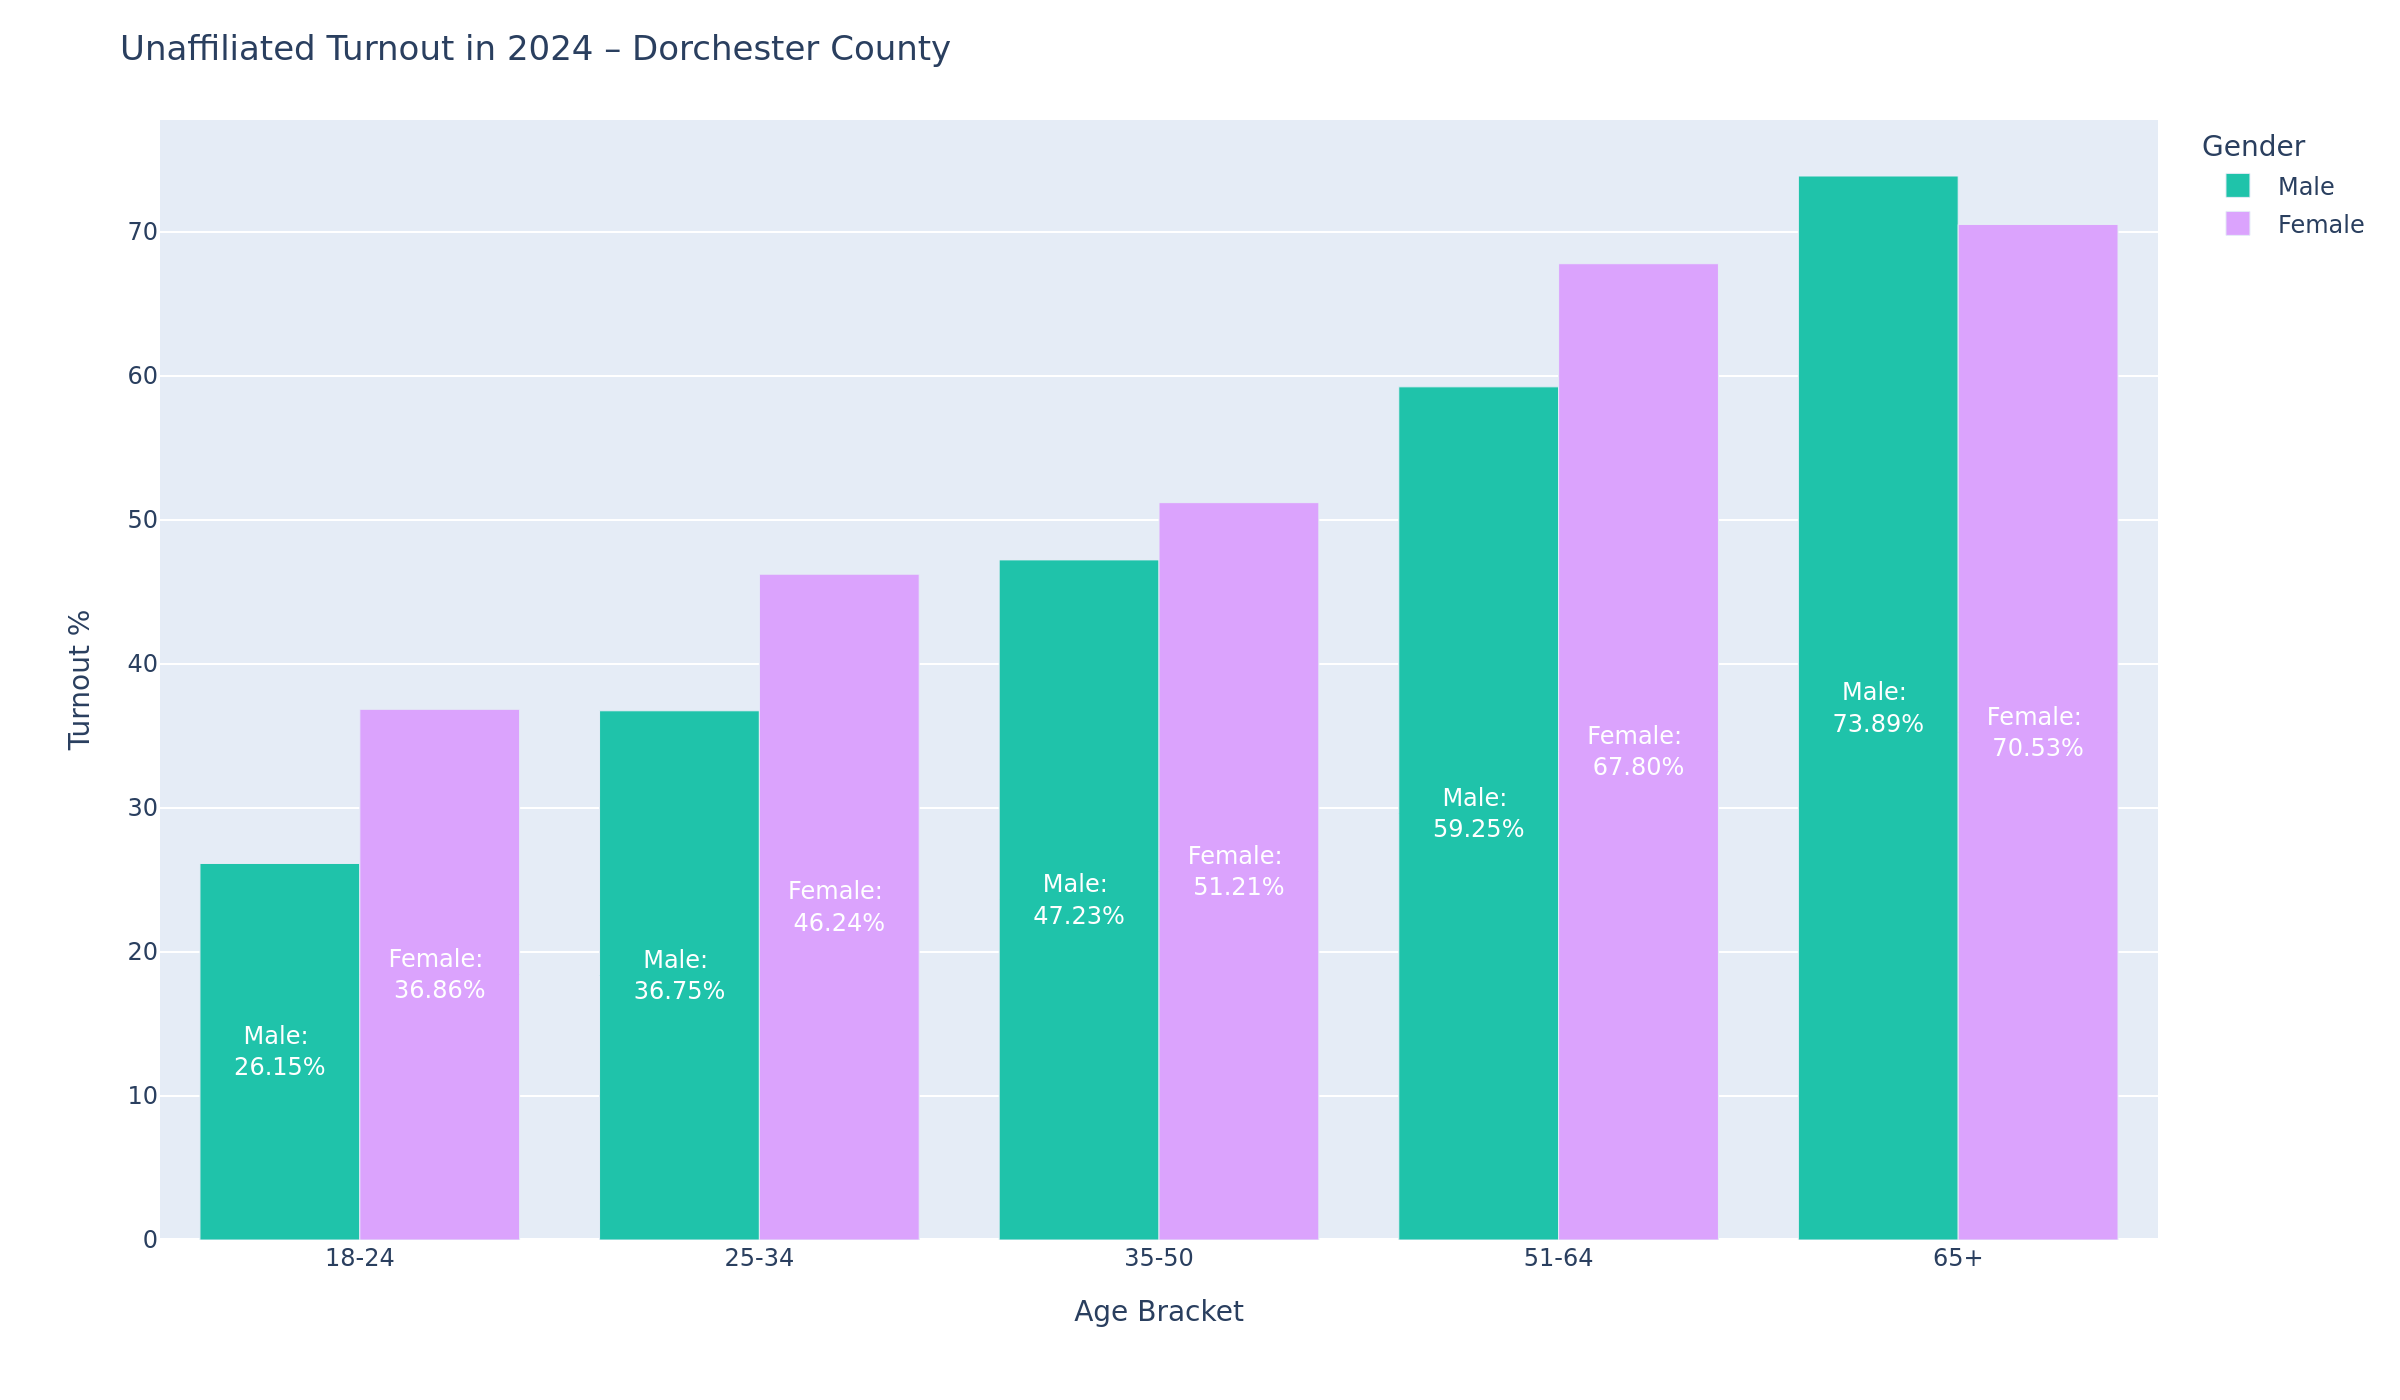 Unaffiliated Turnout in 2024 – Dorchester County
Gender
Male
Female
Turnout %
70
60
50
40
30
20
10
0
Male:
26.15%
Female:
36.86%
Male:
36.75%
Female:
46.24%
Male:
47.23%
Female:
51.21%
Male:
59.25%
Female:
67.80%
Male:
73.89%
Female:
70.53%
18-24
25-34
35-50
51-64
65+
Age Bracket